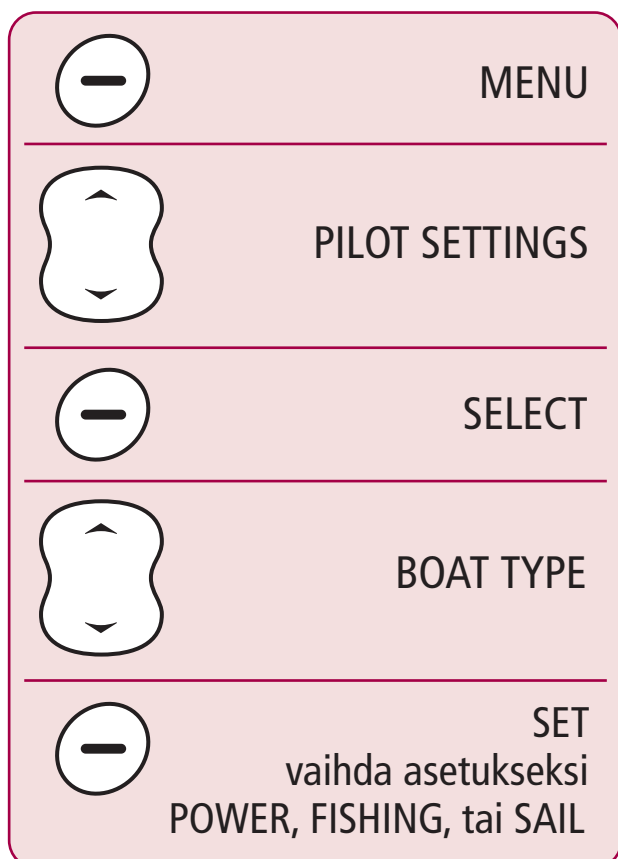 MENU
PILOT SETTINGS
SELECT
BOAT TYPE
SET
vaihda asetukseksi
POWER, FISHING, tai SAIL